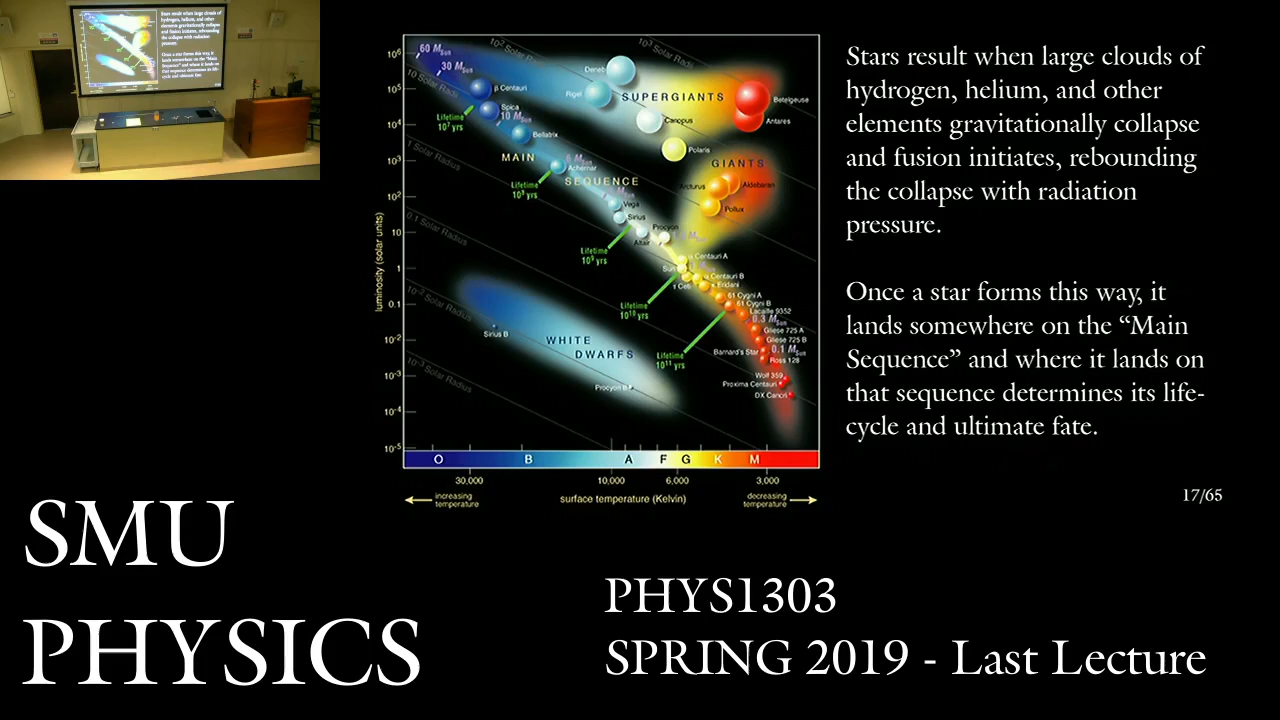 Stars result when large clouds of
hydrogen, helium, and other
elements gravitationally collapse
and fusion initiates, rebounding
the collapse with radiation
pressure.
Once a star forms this way, it
lands somewhere on the “Main
Sequence” and where it lands on
that sequence determines its life-
cycle and ultimate fate.
17/65
luminosity (solar units)
10⁶
10⁵
10⁴
10³
10²
10
1
0.1
10⁻²
10⁻³
10⁻⁴
10⁻⁵
60 MSun
30 MSun
10 MSun
6 MSun
0.3 MSun
0.1 MSun
10² Solar Radii
10³ Solar Radii
10 Solar Radii
1 Solar Radius
0.1 Solar Radius
10⁻² Solar Radius
10⁻³ Solar Radius
Deneb
Rigel
SUPERGIANTS
Betelgeuse
Antares
Canopus
Polaris
β Centauri
Spica
Bellatrix
Achernar
MAIN
SEQUENCE
GIANTS
Arcturus
Aldebaran
Pollux
Vega
Sirius
Altair
Procyon
Sun
α Centauri A
α Centauri B
τ Ceti
ε Eridani
61 Cygni A
61 Cygni B
Lacaille 9352
Gliese 725 A
Gliese 725 B
Barnard's Star
Ross 128
Wolf 359
Proxima Centauri
DX Cancri
Lifetime
10⁷ yrs
Lifetime
10⁸ yrs
Lifetime
10⁹ yrs
Lifetime
10¹⁰ yrs
Lifetime
10¹¹ yrs
Sirius B
WHITE
DWARFS
Procyon B
O B A F G K M
30,000 10,000 6,000 3,000
increasing
temperature
surface temperature (Kelvin)
decreasing
temperature
SMU
PHYSICS
PHYS1303
SPRING 2019 - Last Lecture